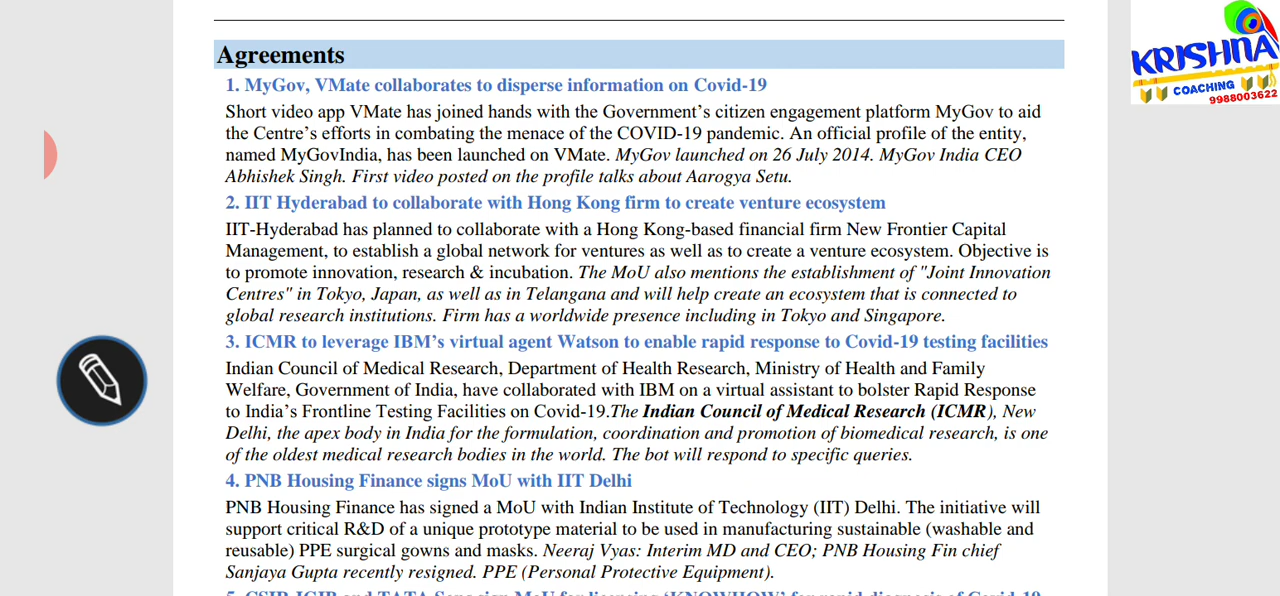 Agreements
1. MyGov, VMate collaborates to disperse information on Covid-19
Short video app VMate has joined hands with the Government’s citizen engagement platform MyGov to aid
the Centre’s efforts in combating the menace of the COVID-19 pandemic. An official profile of the entity,
named MyGovIndia, has been launched on VMate. MyGov launched on 26 July 2014. MyGov India CEO
Abhishek Singh. First video posted on the profile talks about Aarogya Setu.
2. IIT Hyderabad to collaborate with Hong Kong firm to create venture ecosystem
IIT-Hyderabad has planned to collaborate with a Hong Kong-based financial firm New Frontier Capital
Management, to establish a global network for ventures as well as to create a venture ecosystem. Objective is
to promote innovation, research & incubation. The MoU also mentions the establishment of "Joint Innovation
Centres" in Tokyo, Japan, as well as in Telangana and will help create an ecosystem that is connected to
global research institutions. Firm has a worldwide presence including in Tokyo and Singapore.
3. ICMR to leverage IBM’s virtual agent Watson to enable rapid response to Covid-19 testing facilities
Indian Council of Medical Research, Department of Health Research, Ministry of Health and Family
Welfare, Government of India, have collaborated with IBM on a virtual assistant to bolster Rapid Response
to India’s Frontline Testing Facilities on Covid-19.The Indian Council of Medical Research (ICMR), New
Delhi, the apex body in India for the formulation, coordination and promotion of biomedical research, is one
of the oldest medical research bodies in the world. The bot will respond to specific queries.
4. PNB Housing Finance signs MoU with IIT Delhi
PNB Housing Finance has signed a MoU with Indian Institute of Technology (IIT) Delhi. The initiative will
support critical R&D of a unique prototype material to be used in manufacturing sustainable (washable and
reusable) PPE surgical gowns and masks. Neeraj Vyas: Interim MD and CEO; PNB Housing Fin chief
Sanjaya Gupta recently resigned. PPE (Personal Protective Equipment).
5. CSIR-IGIB and TATA Sons sign MoU for licensing ‘KNOWHOW’ for rapid diagnosis of Covid-19
KRISHNA
COACHING
9988003622